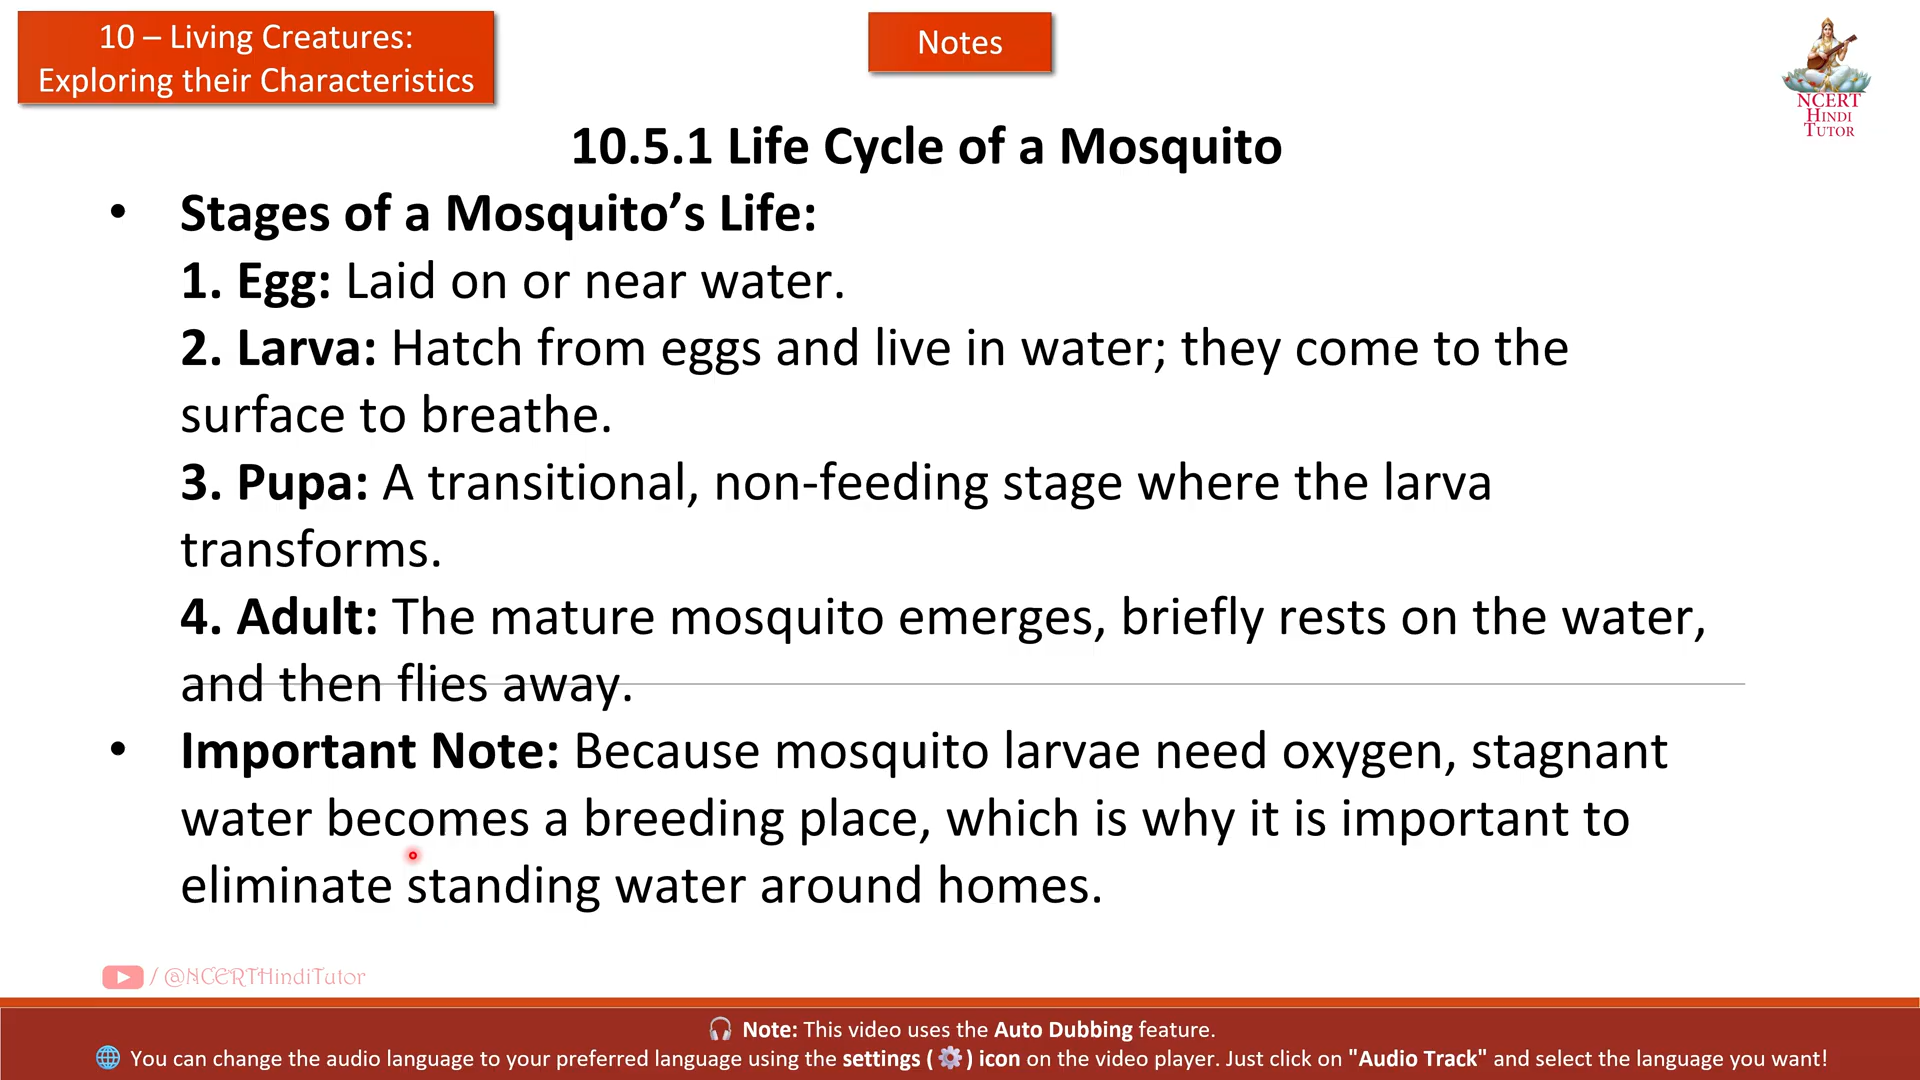 10 – Living Creatures:
Exploring their Characteristics
Notes
NCERT
HINDI
TUTOR
10.5.1 Life Cycle of a Mosquito
• Stages of a Mosquito’s Life:
1. Egg: Laid on or near water.
2. Larva: Hatch from eggs and live in water; they come to the
surface to breathe.
3. Pupa: A transitional, non-feeding stage where the larva
transforms.
4. Adult: The mature mosquito emerges, briefly rests on the water,
and then flies away.
• Important Note: Because mosquito larvae need oxygen, stagnant
water becomes a breeding place, which is why it is important to
eliminate standing water around homes.
/ @NCERTHindiTutor
🎧 Note: This video uses the Auto Dubbing feature.
🌐 You can change the audio language to your preferred language using the settings ( ⚙️ ) icon on the video player. Just click on "Audio Track" and select the language you want!